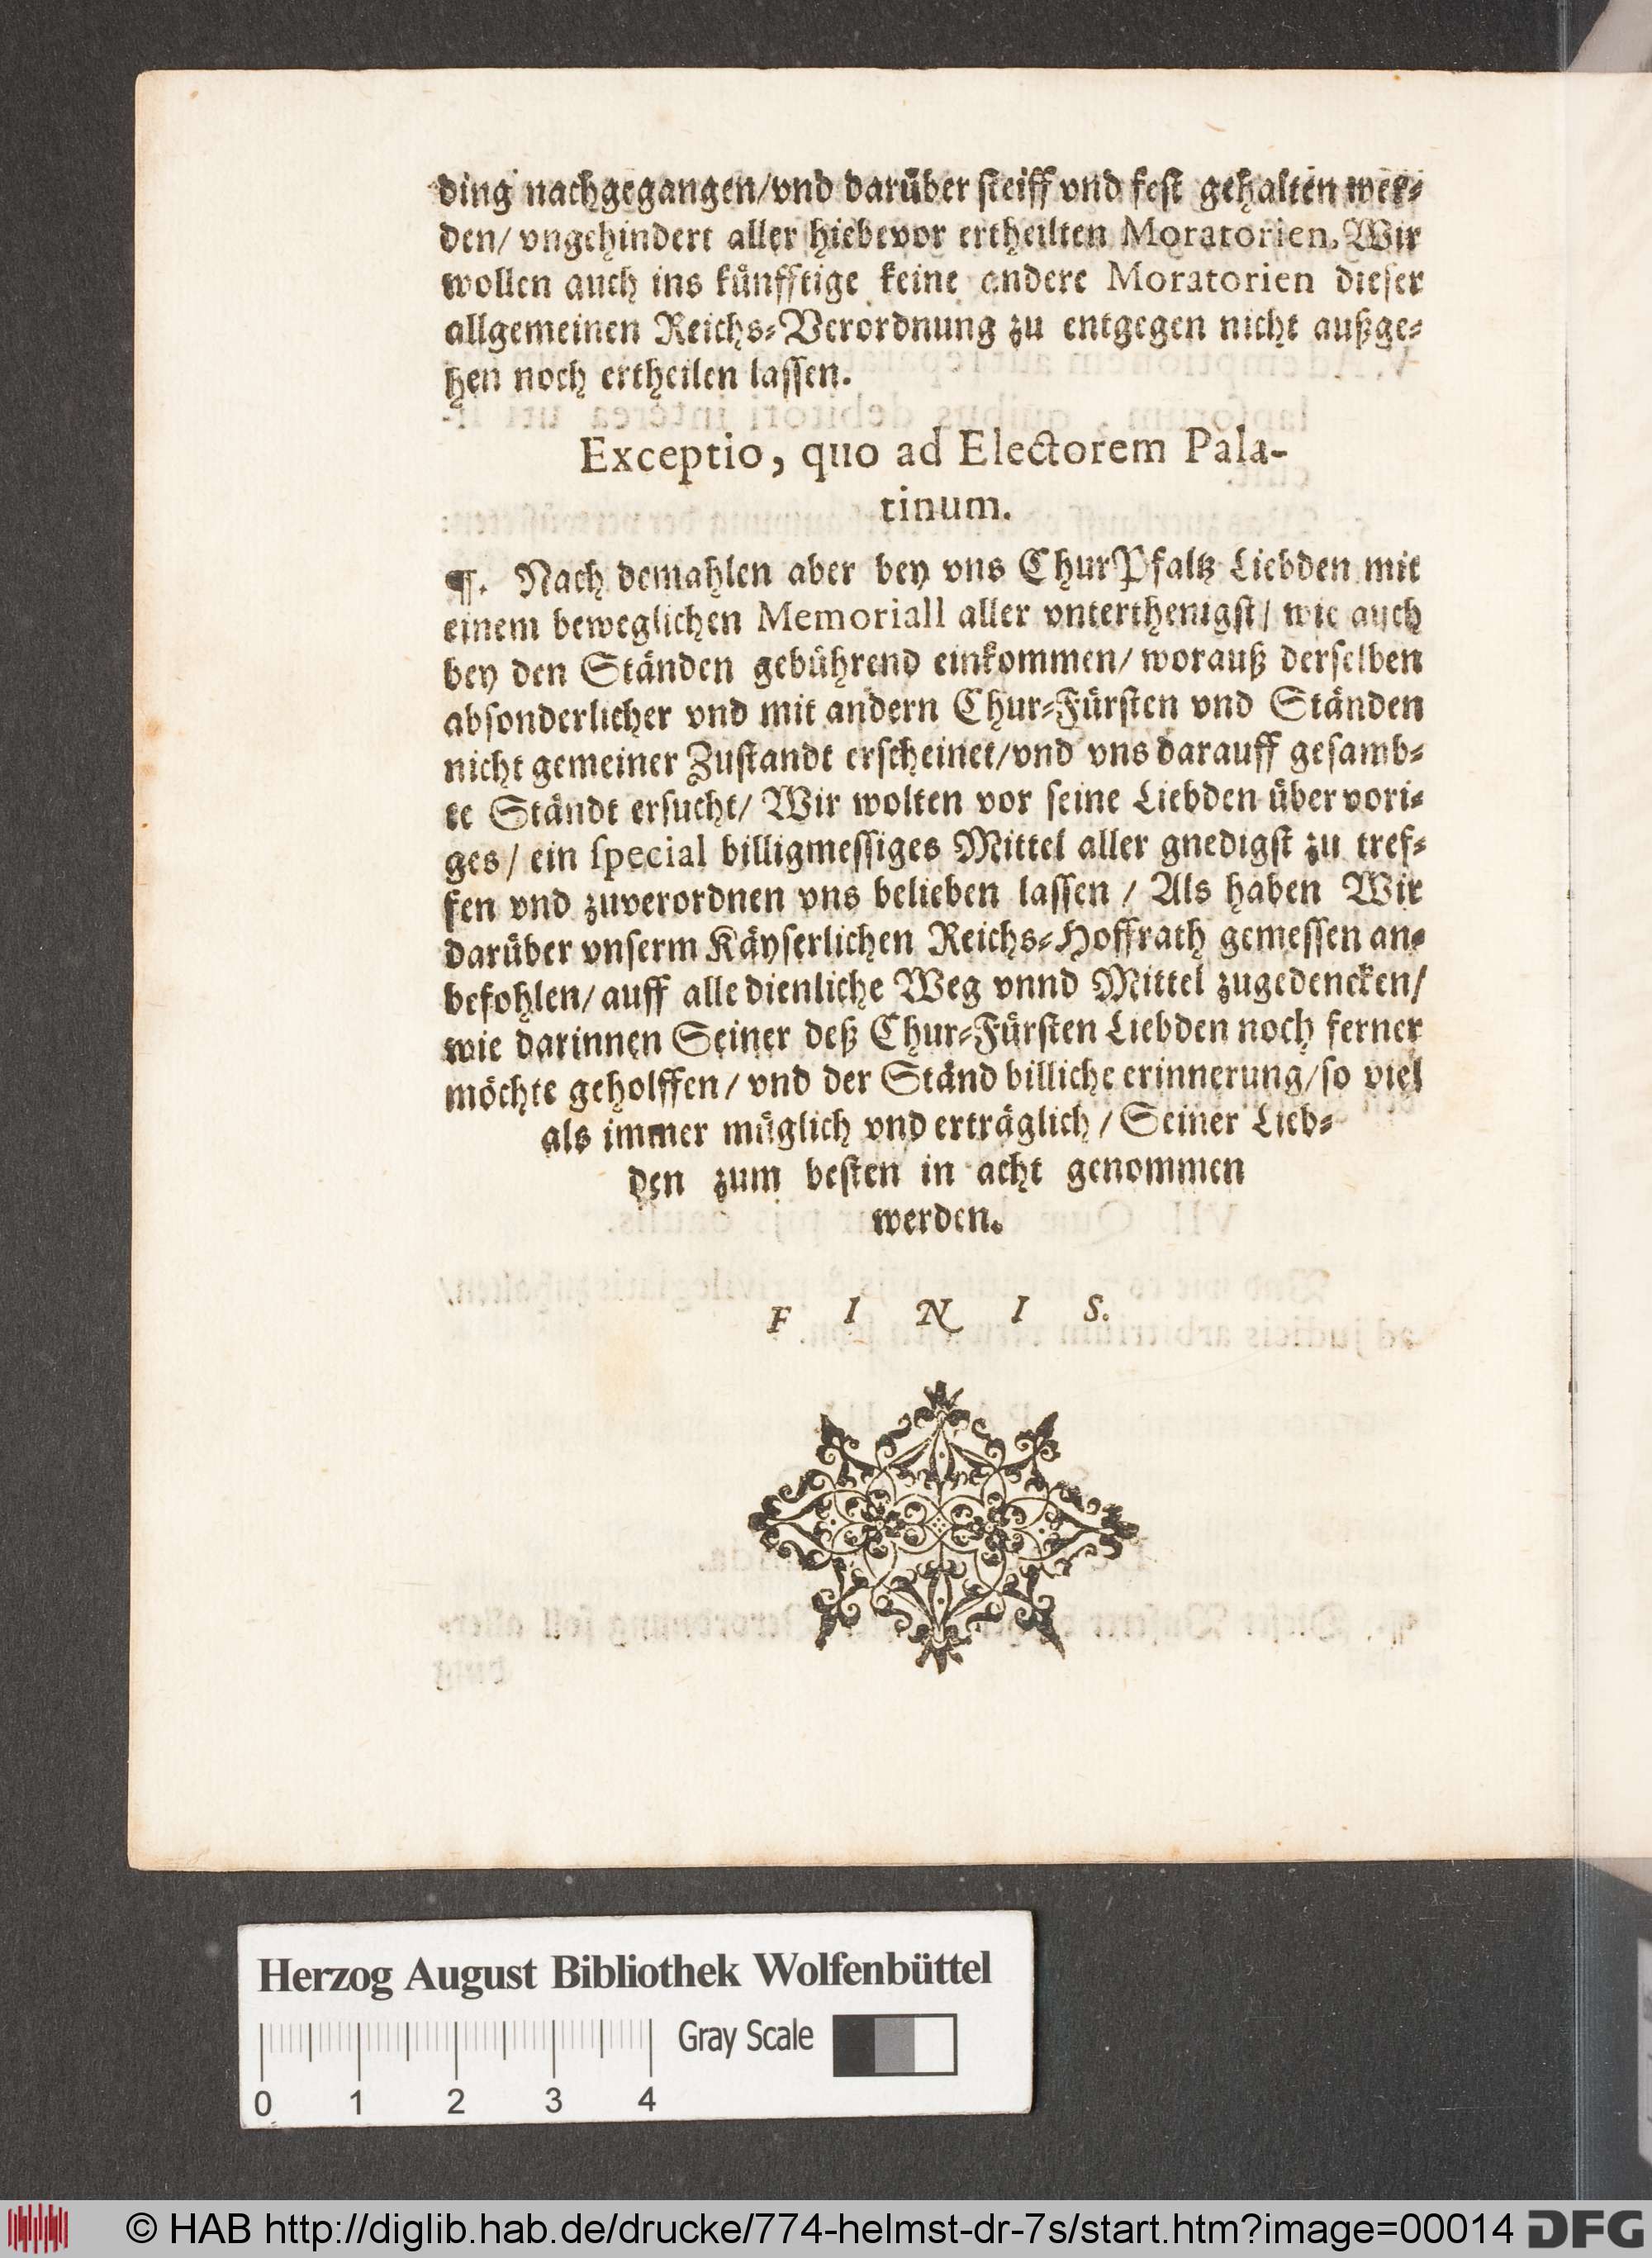 ding nachgegangen/vnd darüber steiff vnd fest gehalten wer-
den/ vngehindert aller hiebevor ertheilten Moratorien. Wir
wollen auch ins künfftige keine andere Moratorien dieser
allgemeinen Reichs-Verordnung zu entgegen nicht außge-
hen noch ertheilen lassen.
Exceptio, quo ad Electorem Pala-
tinum.
¶. Nach demahlen aber bey vns ChurPfaltz Liebden mit
einem beweglichen Memoriall aller vnterthenigst/ wie auch
bey den Ständen gebührend einkommen/ worauß derselben
absonderlicher vnd mit andern Chur-Fürsten vnd Ständen
nicht gemeiner Zustandt erscheinet/vnd vns darauff gesamb-
te Ständt ersucht/ Wir wolten vor seine Liebden über vori-
ges/ ein special billigmessiges Mittel aller gnedigst zu tref-
fen vnd zuverordnen vns belieben lassen / Als haben Wir
darüber vnserm Käyserlichen Reichs-Hoffrath gemessen an-
befohlen/ auff alle dienliche Weg vnnd Mittel zugedencken/
wie darinnen Seiner deß Chur-Fürsten Liebden noch ferner
möchte geholffen/ vnd der Ständ billiche erinnerung/so viel
als immer müglich vnd erträglich/ Seiner Lieb-
den zum besten in acht genommen
werden.
F I N I S.
Herzog August Bibliothek Wolfenbüttel
Gray Scale
0 1 2 3 4
© HAB http://diglib.hab.de/drucke/774-helmst-dr-7s/start.htm?image=00014 DFG